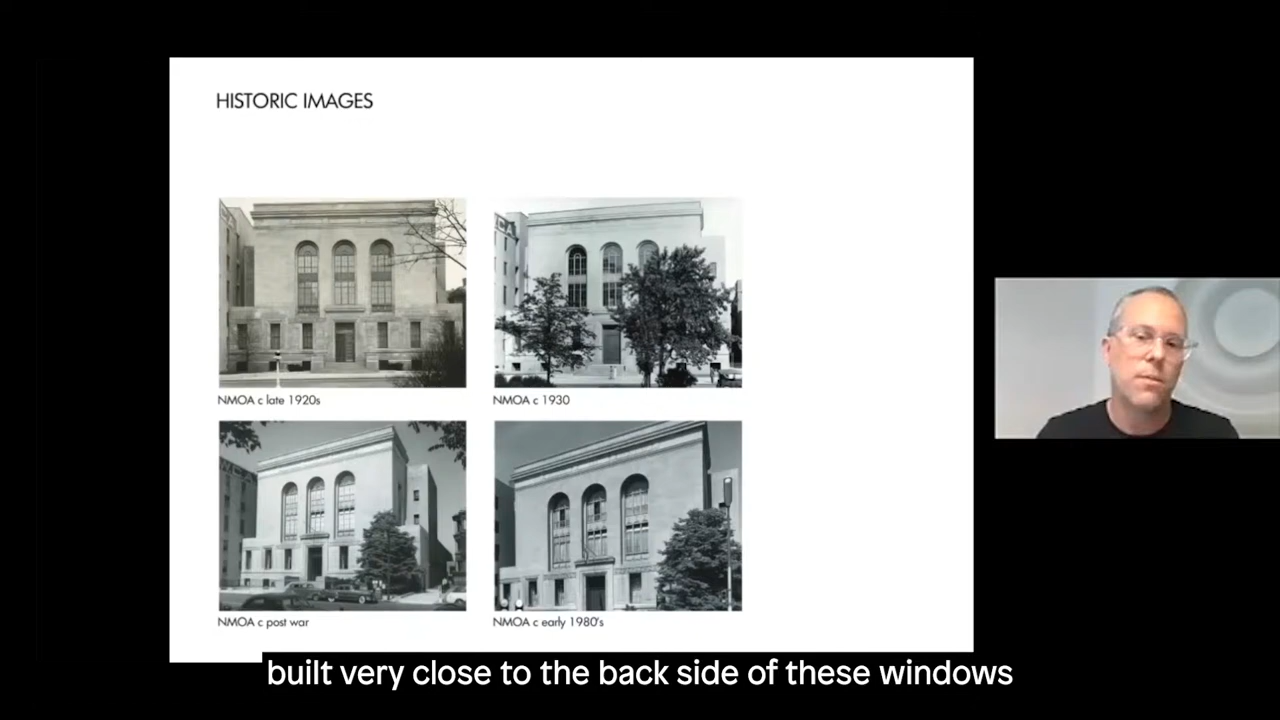 HISTORIC IMAGES
NMOA c late 1920s
NMOA c 1930
NMOA c post war
NMOA c early 1980's
built very close to the back side of these windows